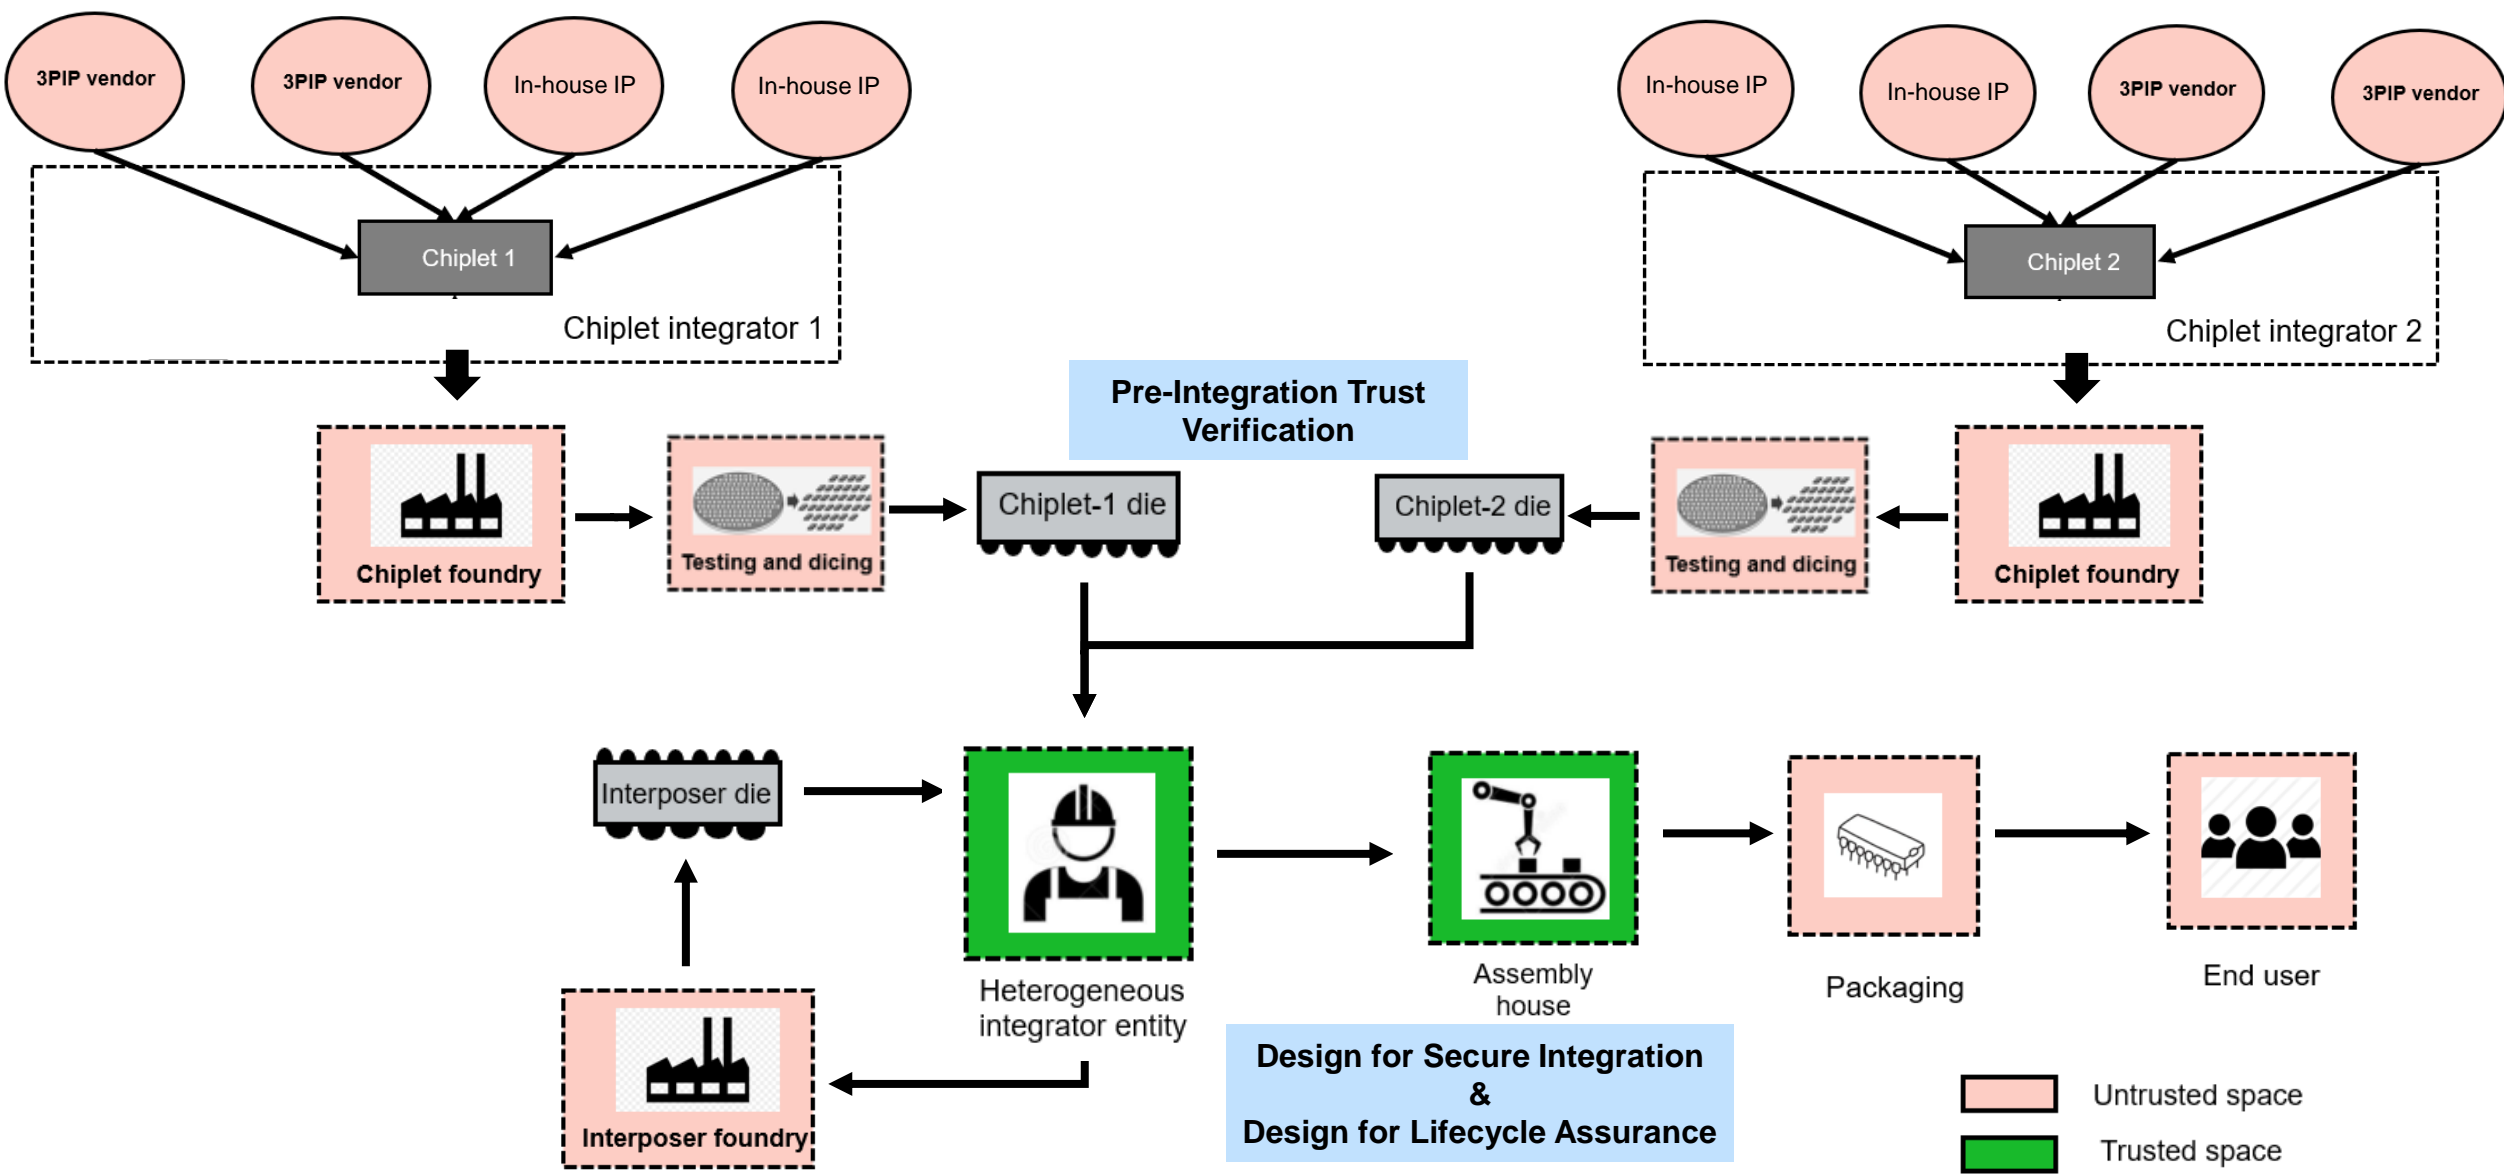 3PIP vendor
3PIP vendor
In-house IP
In-house IP
In-house IP
In-house IP
3PIP vendor
3PIP vendor
Chiplet 1
Chiplet integrator 1
Chiplet 2
Chiplet integrator 2
Pre-Integration Trust
Verification
Chiplet foundry
Testing and dicing
Chiplet-1 die
Chiplet-2 die
Testing and dicing
Chiplet foundry
Interposer die
Heterogeneous
integrator entity
Assembly
house
Packaging
End user
Interposer foundry
Design for Secure Integration
&
Design for Lifecycle Assurance
Untrusted space
Trusted space